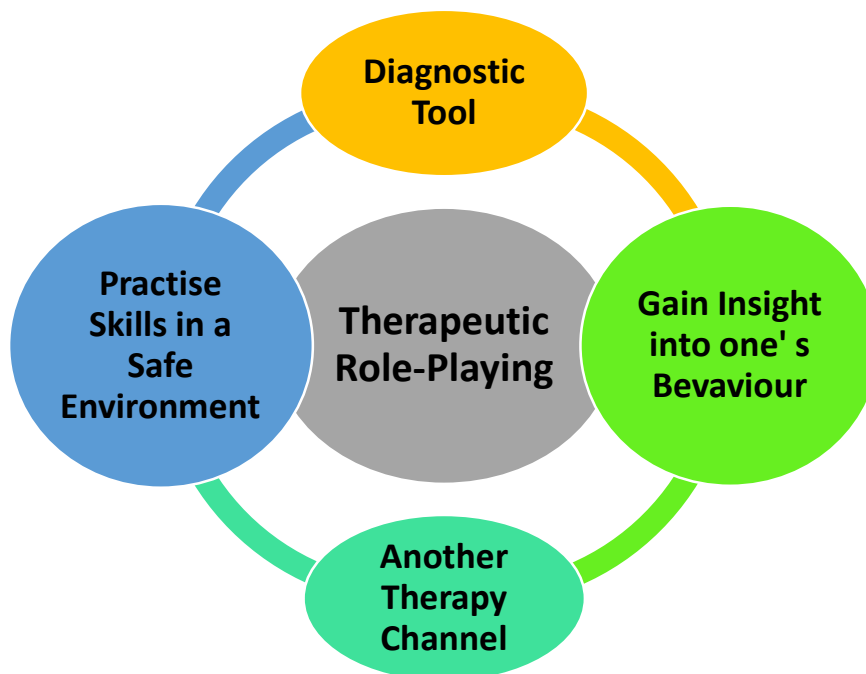 Diagnostic
Tool
Practise
Skills in a
Safe
Environment
Therapeutic
Role-Playing
Gain Insight
into one' s
Bevaviour
Another
Therapy
Channel